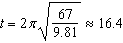 t = 2π√(67/9.81) ≈ 16.4